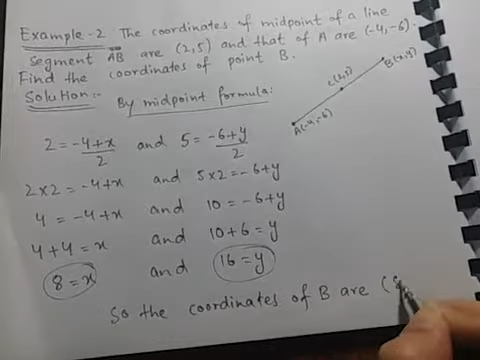 Example-2 The coordinates of midpoint of a line
Segment AB are (2,5) and that of A are (-4,-6).
Find the coordinates of point B.
Solution:-
By midpoint formula:
A(-4,-6)
C(2,5)
B(x,y)
2 = -4+x/2 and 5 = -6+y/2
2×2 = -4+x and 5×2 = -6+y
4 = -4+x and 10 = -6+y
4+4 = x and 10+6 = y
8 = x and 16 = y
So the coordinates of B are (8